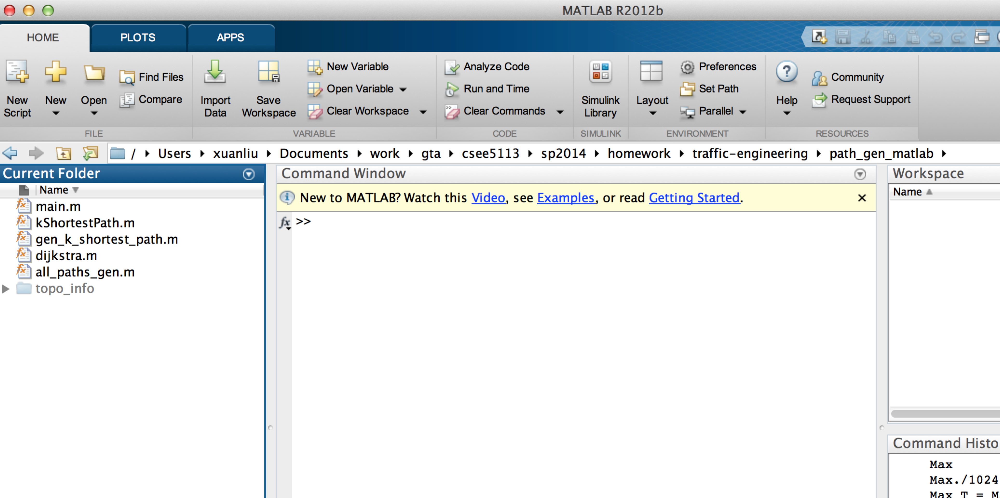 MATLAB R2012b
HOME PLOTS APPS
New Script
New
Open
Find Files
Compare
FILE
Import Data
Save Workspace
New Variable
Open Variable
Clear Workspace
VARIABLE
Analyze Code
Run and Time
Clear Commands
CODE
Simulink Library
SIMULINK
Layout
Preferences
Set Path
Parallel
ENVIRONMENT
Help
Community
Request Support
RESOURCES
/ Users xuanliu Documents work gta csee5113 sp2014 homework traffic-engineering path_gen_matlab
Current Folder
Name
main.m
kShortestPath.m
gen_k_shortest_path.m
dijkstra.m
all_paths_gen.m
topo_info
Command Window
New to MATLAB? Watch this Video, see Examples, or read Getting Started.
fx >>
Workspace
Name
Command Histo
Max
Max./1024
Max T = M